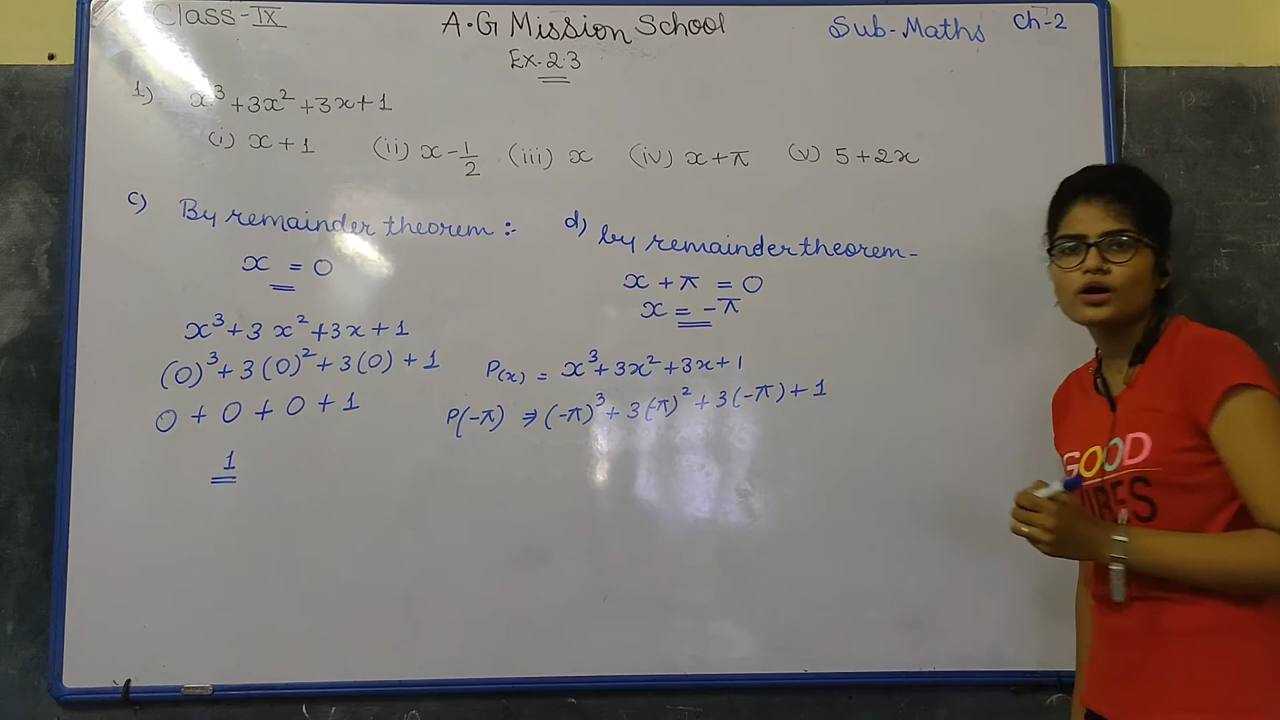 Class-IX A.G Mission School Sub-Maths Ch-2
Ex-2.3
1) x³+3x²+3x+1
(i) x+1 (ii) x-1/2 (iii) x (iv) x+π (v) 5+2x
c) By remainder theorem :-
x = 0
x³+3x²+3x+1
(0)³+3(0)²+3(0)+1
0+0+0+1
1
d) by remainder theorem-
x+π = 0
x = -π
P(x) = x³+3x²+3x+1
P(-π) ⇒ (-π)³+3(-π)²+3(-π)+1
GOOD
VIBES